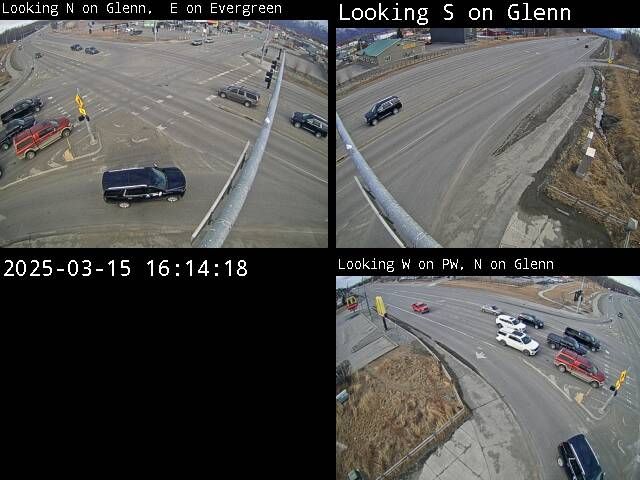 Looking N on Glenn, E on Evergreen
Looking S on Glenn
2025-03-15 16:14:18
Looking W on PW, N on Glenn